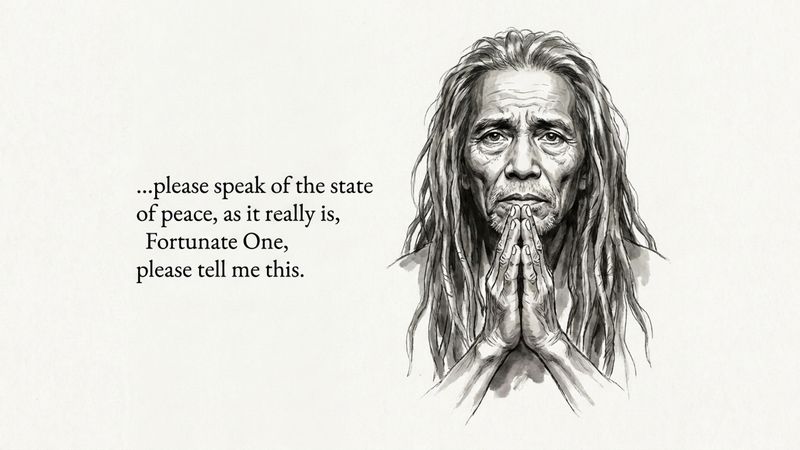 ...please speak of the state
of peace, as it really is,
Fortunate One,
please tell me this.